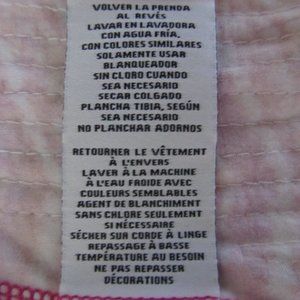 VOLVER LA PRENDA
AL REVÉS
LAVAR EN LAVADORA
CON AGUA FRÍA,
CON COLORES SIMILARES
SOLAMENTE USAR
BLANQUEADOR
SIN CLORO CUANDO
SEA NECESARIO
SECAR COLGADO
PLANCHA TIBIA, SEGÚN
SEA NECESARIO
NO PLANCHAR ADORNOS
RETOURNER LE VÊTEMENT
À L'ENVERS
LAVER À LA MACHINE
À L'EAU FROIDE AVEC
COULEURS SEMBLABLES
AGENT DE BLANCHIMENT
SANS CHLORE SEULEMENT
SI NÉCESSAIRE
SÉCHER SUR CORDE À LINGE
REPASSAGE À BASSE
TEMPÉRATURE AU BESOIN
NE PAS REPASSER
DÉCORATIONS